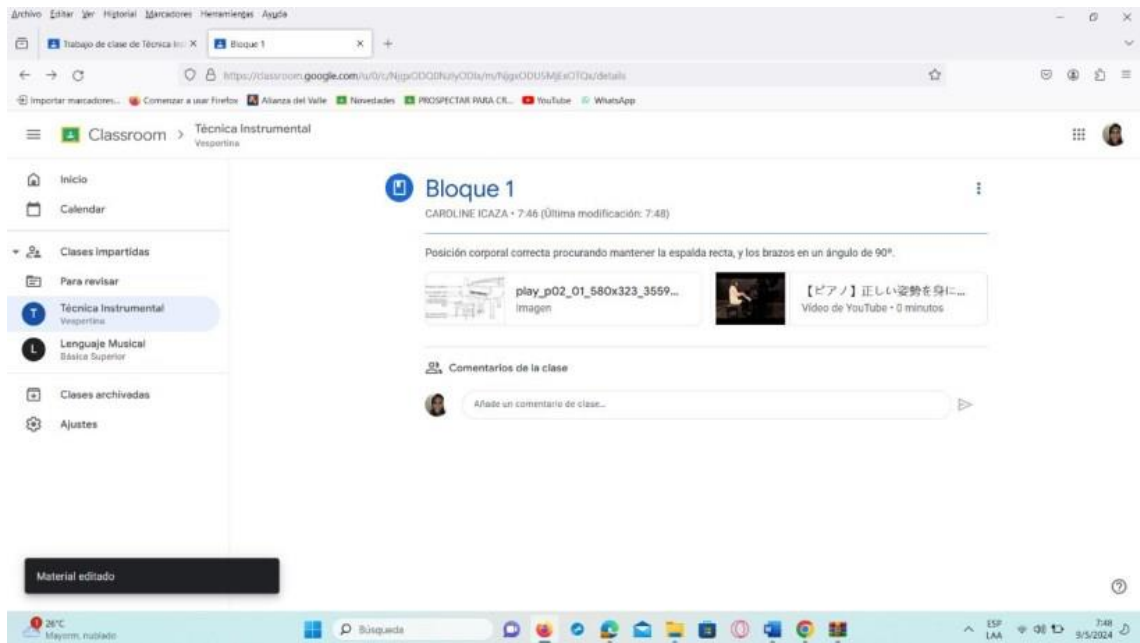 Archivo Editar Ver Historial Marcadores Herramientas Ayuda
Trabajo de clase de Técnica Ins
Bloque 1
Importar marcadores... Comenzar a usar Firefox Alianza del Valle Novedades PROSPECTAR PARA CR... YouTube WhatsApp
Classroom > Técnica Instrumental
Vespertina
Inicio
Calendar
Clases impartidas
Para revisar
T Técnica Instrumental
Vespertina
L Lenguaje Musical
Básica Superior
Clases archivadas
Ajustes
Bloque 1
CAROLINE ICAZA • 7:46 (Última modificación: 7:48)
Posición corporal correcta procurando mantener la espalda recta, y los brazos en un ángulo de 90º.
play_p02_01_580x323_3559...
Imagen
【ピアノ】正しい姿勢を身に...
Vídeo de YouTube • 0 minutos
Comentarios de la clase
Añade un comentario de clase...
Material editado
26°C
Mayorm. nublado
Búsqueda
ESP
LAA
7:48
9/5/2024